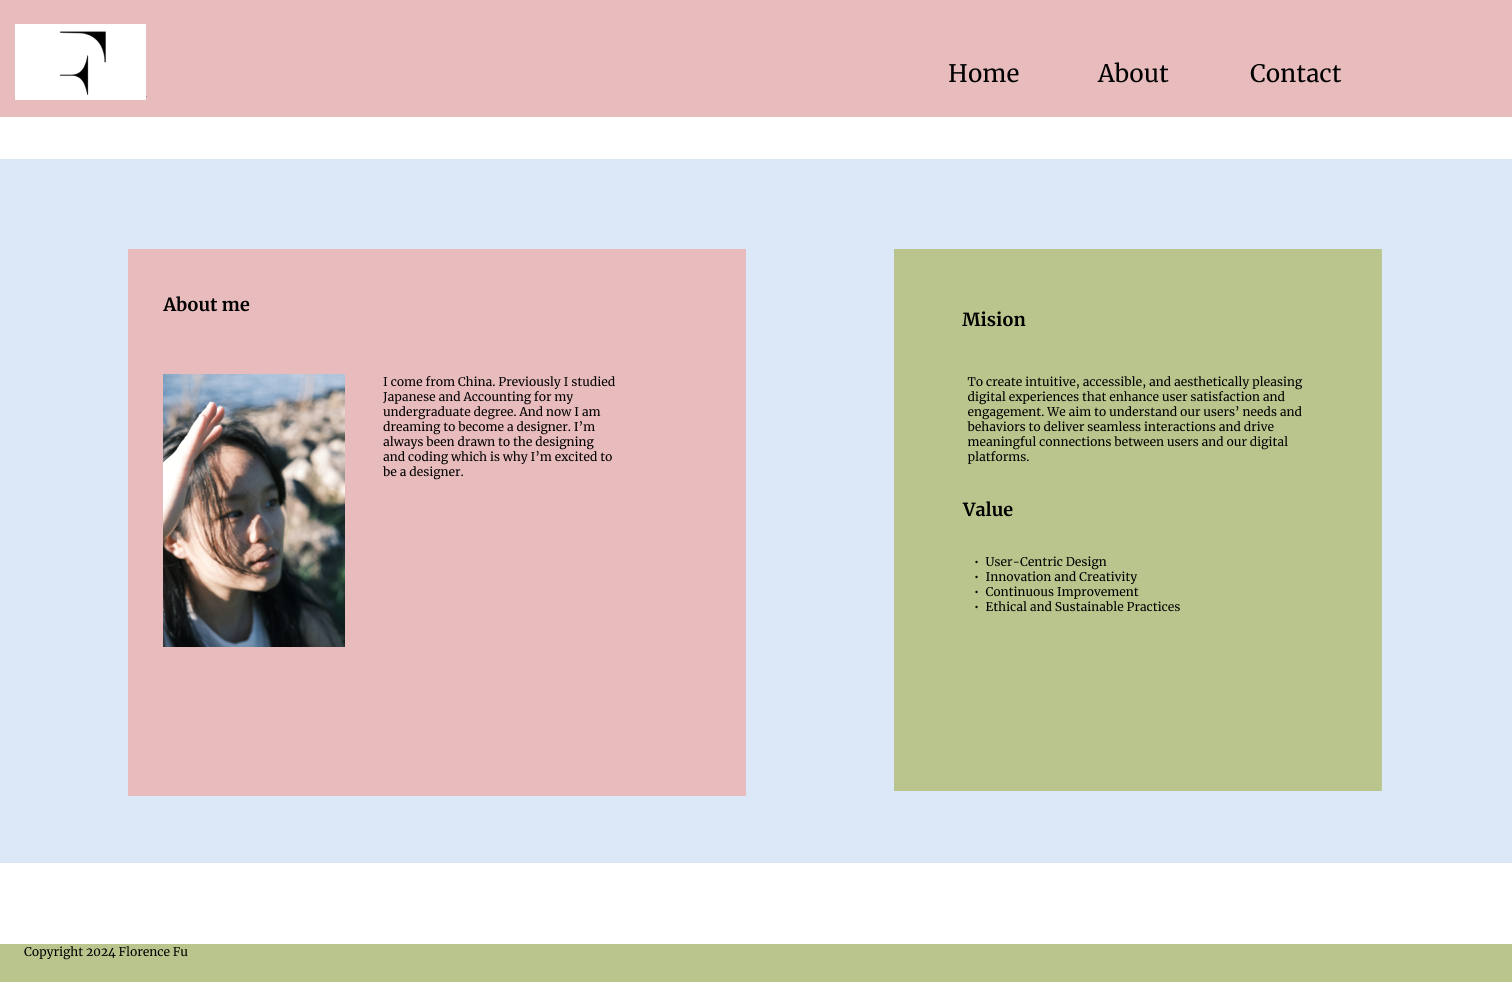 F
Home About Contact
About me
I come from China. Previously I studied
Japanese and Accounting for my
undergraduate degree. And now I am
dreaming to become a designer. I’m
always been drawn to the designing
and coding which is why I’m excited to
be a designer.
Mision
To create intuitive, accessible, and aesthetically pleasing
digital experiences that enhance user satisfaction and
engagement. We aim to understand our users’ needs and
behaviors to deliver seamless interactions and drive
meaningful connections between users and our digital
platforms.
Value
• User-Centric Design
• Innovation and Creativity
• Continuous Improvement
• Ethical and Sustainable Practices
Copyright 2024 Florence Fu